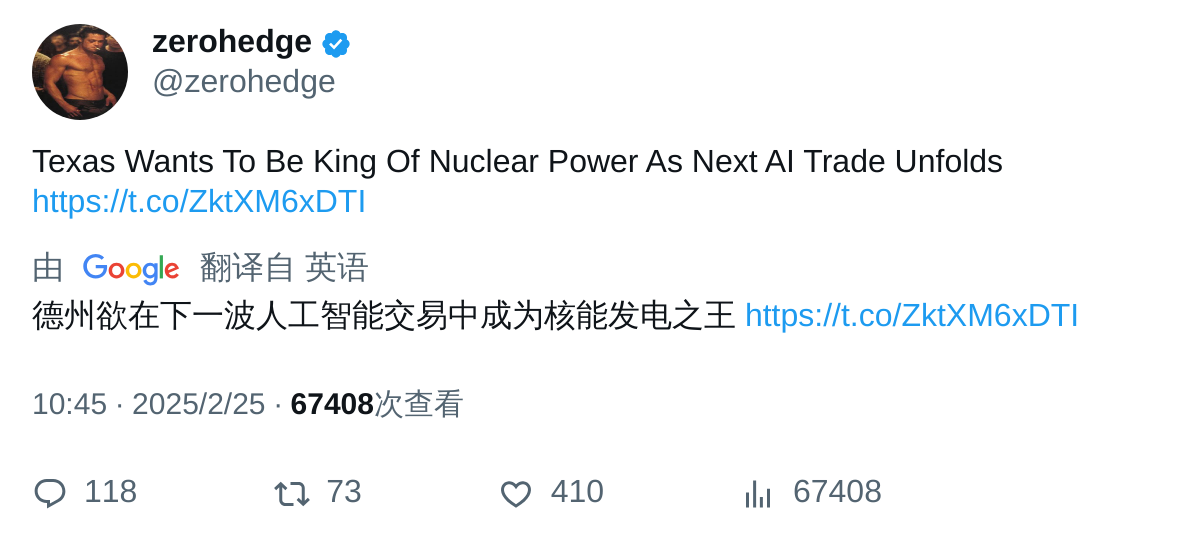 zerohedge
@zerohedge
Texas Wants To Be King Of Nuclear Power As Next AI Trade Unfolds
https://t.co/ZktXM6xDTI
由 Google 翻译自 英语
德州欲在下一波人工智能交易中成为核能发电之王 https://t.co/ZktXM6xDTI
10:45 · 2025/2/25 · 67408次查看
118 73 410 67408